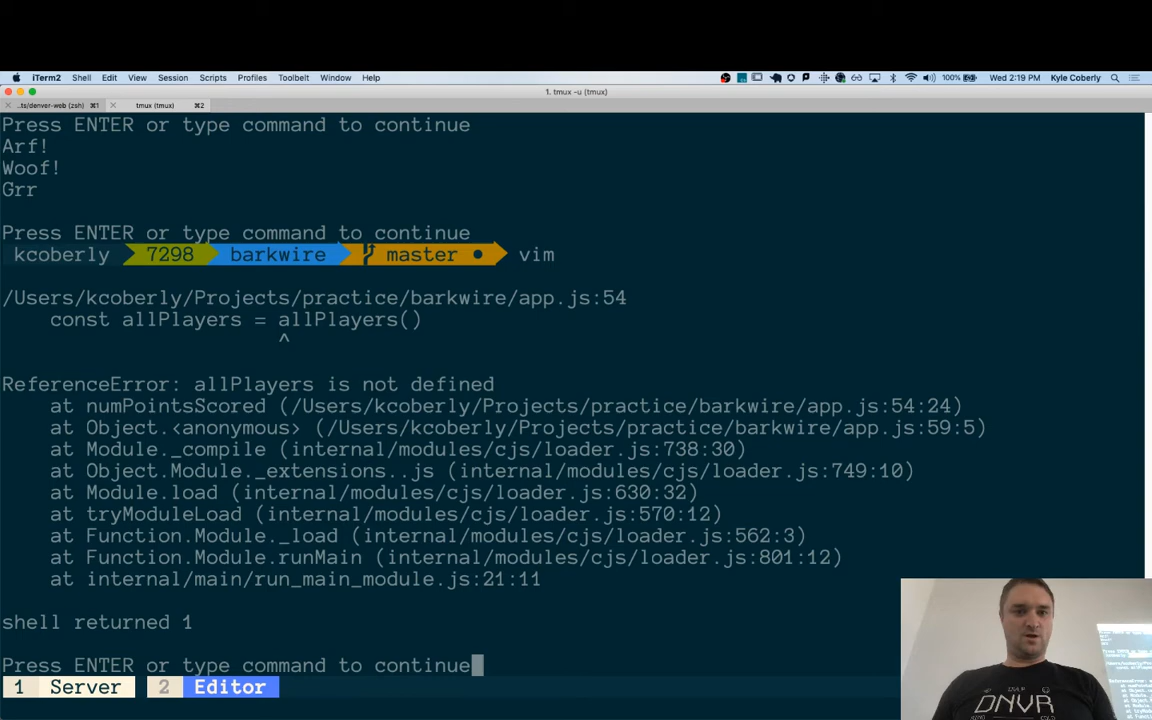 iTerm2 Shell Edit View Session Scripts Profiles Toolbelt Window Help 100% Wed 2:19 PM Kyle Coberly
1. tmux -u (tmux)
..ts/denver-web (zsh) ⌘1 tmux (tmux) ⌘2
Press ENTER or type command to continue
Arf!
Woof!
Grr
Press ENTER or type command to continue
kcoberly 7298 barkwire master ● vim
/Users/kcoberly/Projects/practice/barkwire/app.js:54
const allPlayers = allPlayers()
^
ReferenceError: allPlayers is not defined
at numPointsScored (/Users/kcoberly/Projects/practice/barkwire/app.js:54:24)
at Object.<anonymous> (/Users/kcoberly/Projects/practice/barkwire/app.js:59:5)
at Module._compile (internal/modules/cjs/loader.js:738:30)
at Object.Module._extensions..js (internal/modules/cjs/loader.js:749:10)
at Module.load (internal/modules/cjs/loader.js:630:32)
at tryModuleLoad (internal/modules/cjs/loader.js:570:12)
at Function.Module._load (internal/modules/cjs/loader.js:562:3)
at Function.Module.runMain (internal/modules/cjs/loader.js:801:12)
at internal/main/run_main_module.js:21:11
shell returned 1
Press ENTER or type command to continue
1 Server 2 Editor
DNVR